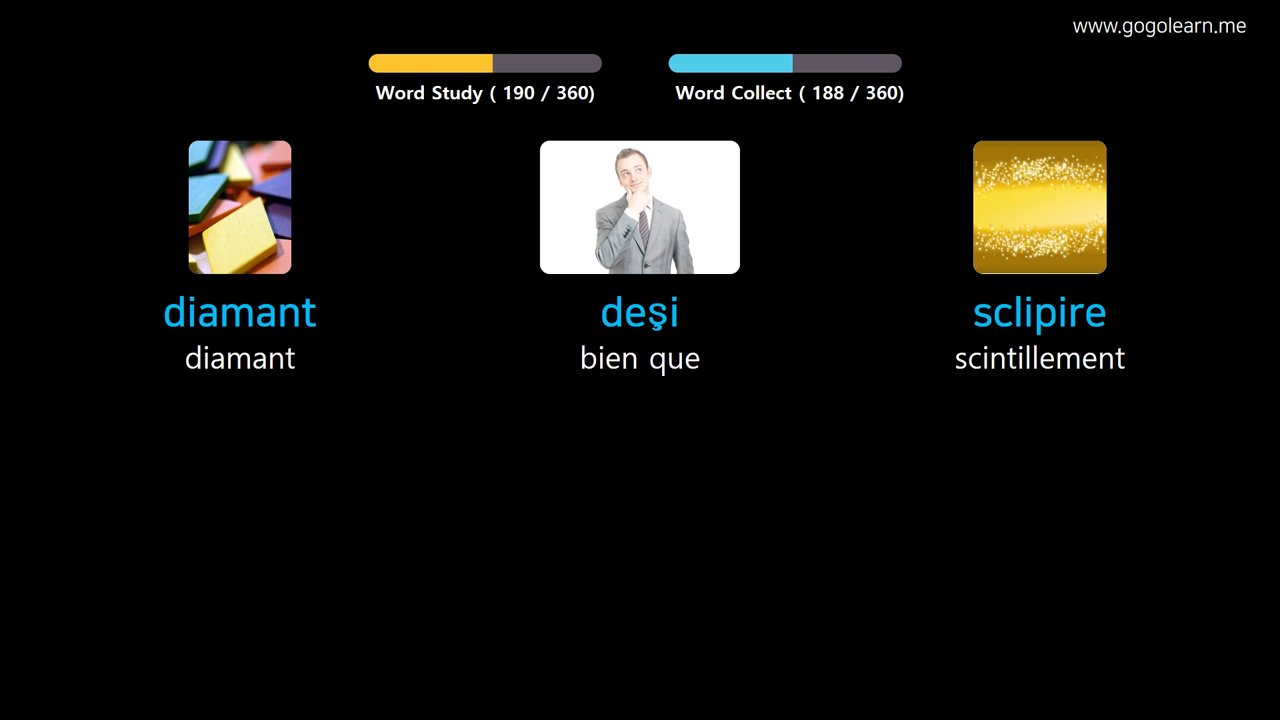 www.gogolearn.me
Word Study ( 190 / 360)
Word Collect ( 188 / 360)
diamant
diamant
deşi
bien que
sclipire
scintillement